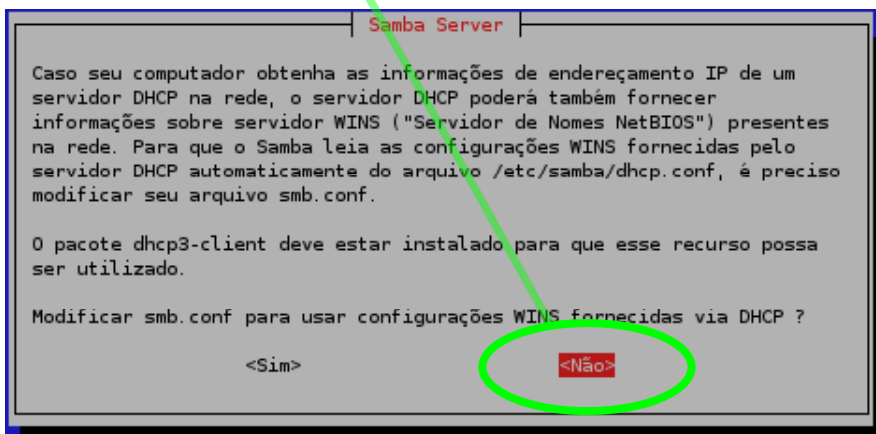 Samba Server
Caso seu computador obtenha as informações de endereçamento IP de um
servidor DHCP na rede, o servidor DHCP poderá também fornecer
informações sobre servidor WINS ("Servidor de Nomes NetBIOS") presentes
na rede. Para que o Samba leia as configurações WINS fornecidas pelo
servidor DHCP automaticamente do arquivo /etc/samba/dhcp.conf, é preciso
modificar seu arquivo smb.conf.
O pacote dhcp3-client deve estar instalado para que esse recurso possa
ser utilizado.
Modificar smb.conf para usar configurações WINS fornecidas via DHCP ?
<Sim> <Não>